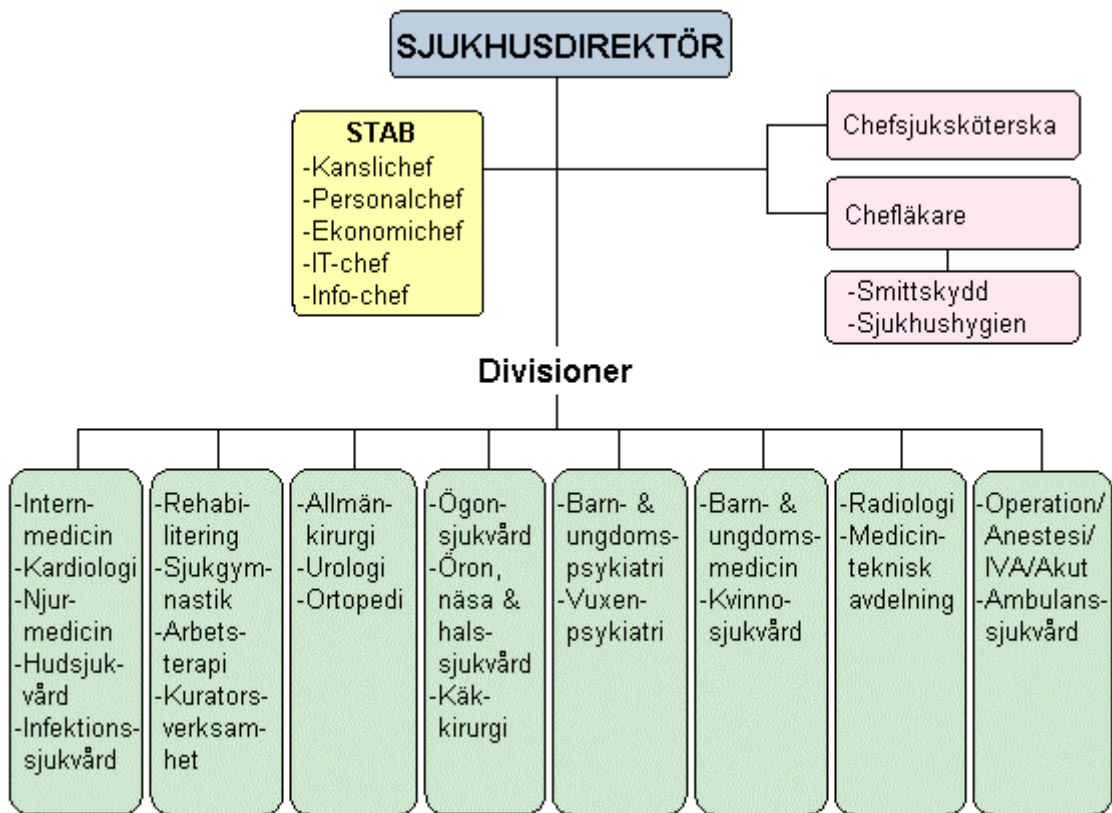 SJUKHUSDIREKTÖR
STAB
-Kanslichef
-Personalchef
-Ekonomichef
-IT-chef
-Info-chef
Chefsjuksköterska
Chefläkare
-Smittskydd
-Sjukhushygien
Divisioner
-Intern-
medicin
-Kardiologi
-Njur-
medicin
-Hudsjuk-
vård
-Infektions-
sjukvård
-Rehabi-
litering
-Sjukgym-
nastik
-Arbets-
terapi
-Kurators-
verksam-
het
-Allmän-
kirurgi
-Urologi
-Ortopedi
-Ögon-
sjukvård
-Öron,
näsa &
hals-
sjukvård
-Käk-
kirurgi
-Barn- &
ungdoms-
psykiatri
-Vuxen-
psykiatri
-Barn- &
ungdoms-
medicin
-Kvinno-
sjukvård
-Radiologi
-Medicin-
teknisk
avdelning
-Operation/
Anestesi/
IVA/Akut
-Ambulans-
sjukvård